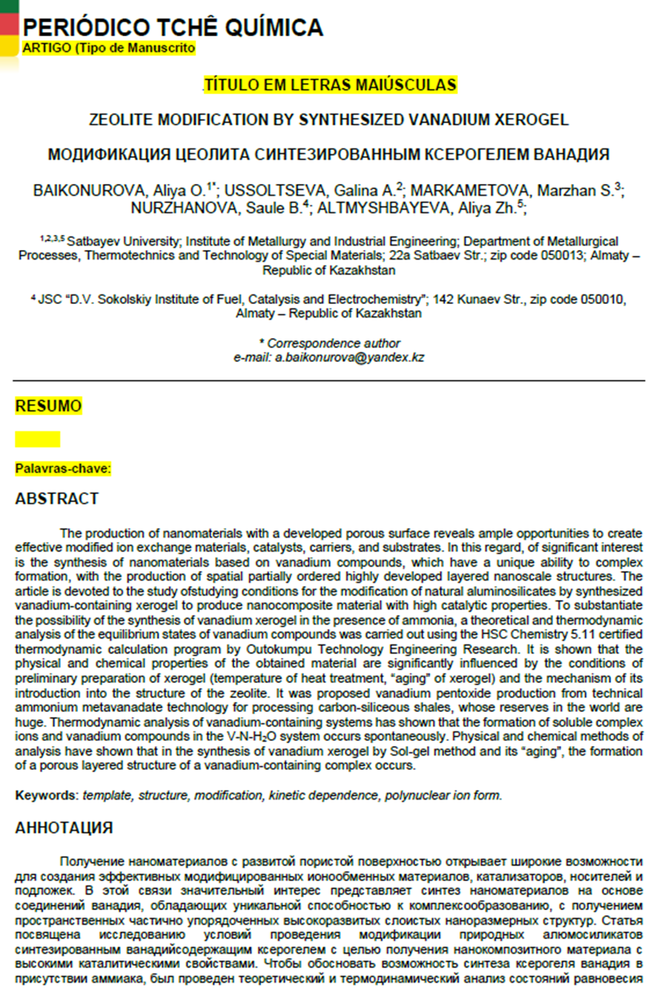 PERIÓDICO TCHÊ QUÍMICA
ARTIGO (Tipo de Manuscrito
.TÍTULO EM LETRAS MAIÚSCULAS
ZEOLITE MODIFICATION BY SYNTHESIZED VANADIUM XEROGEL
МОДИФИКАЦИЯ ЦЕОЛИТА СИНТЕЗИРОВАННЫМ КСЕРОГЕЛЕМ ВАНАДИЯ
BAIKONUROVA, Aliya O.1*; USSOLTSEVA, Galina A.2; MARKAMETOVA, Marzhan S.3;
NURZHANOVA, Saule B.4; ALTMYSHBAYEVA, Aliya Zh.5;
1,2,3,5 Satbayev University; Institute of Metallurgy and Industrial Engineering; Department of Metallurgical
Processes, Thermotechnics and Technology of Special Materials; 22a Satbaev Str.; zip code 050013; Almaty –
Republic of Kazakhstan
4 JSC “D.V. Sokolskiy Institute of Fuel, Catalysis and Electrochemistry”; 142 Kunaev Str., zip code 050010,
Almaty – Republic of Kazakhstan
* Correspondence author
e-mail: a.baikonurova@yandex.kz
RESUMO
Palavras-chave:
ABSTRACT
The production of nanomaterials with a developed porous surface reveals ample opportunities to create
effective modified ion exchange materials, catalysts, carriers, and substrates. In this regard, of significant interest
is the synthesis of nanomaterials based on vanadium compounds, which have a unique ability to complex
formation, with the production of spatial partially ordered highly developed layered nanoscale structures. The
article is devoted to the study ofstudying conditions for the modification of natural aluminosilicates by synthesized
vanadium-containing xerogel to produce nanocomposite material with high catalytic properties. To substantiate
the possibility of the synthesis of vanadium xerogel in the presence of ammonia, a theoretical and thermodynamic
analysis of the equilibrium states of vanadium compounds was carried out using the HSC Chemistry 5.11 certified
thermodynamic calculation program by Outokumpu Technology Engineering Research. It is shown that the
physical and chemical properties of the obtained material are significantly influenced by the conditions of
preliminary preparation of xerogel (temperature of heat treatment, “aging” of xerogel) and the mechanism of its
introduction into the structure of the zeolite. It was proposed vanadium pentoxide production from technical
ammonium metavanadate technology for processing carbon-siliceous shales, whose reserves in the world are
huge. Thermodynamic analysis of vanadium-containing systems has shown that the formation of soluble complex
ions and vanadium compounds in the V-N-H₂O system occurs spontaneously. Physical and chemical methods of
analysis have shown that in the synthesis of vanadium xerogel by Sol-gel method and its “aging”, the formation
of a porous layered structure of a vanadium-containing complex occurs.
Keywords: template, structure, modification, kinetic dependence, polynuclear ion form.
АННОТАЦИЯ
Получение наноматериалов с развитой пористой поверхностью открывает широкие возможности
для создания эффективных модифицированных ионообменных материалов, катализаторов, носителей и
подложек. В этой связи значительный интерес представляет синтез наноматериалов на основе
соединений ванадия, обладающих уникальной способностью к комплексообразованию, с получением
пространственных частично упорядоченных высокоразвитых слоистых наноразмерных структур. Статья
посвящена исследованию условий проведения модификации природных алюмосиликатов
синтезированным ванадийсодержащим ксерогелем с целью получения нанокомпозитного материала с
высокими каталитическими свойствами. Чтобы обосновать возможность синтеза ксерогеля ванадия в
присутствии аммиака, был проведен теоретический и термодинамический анализ состояний равновесия